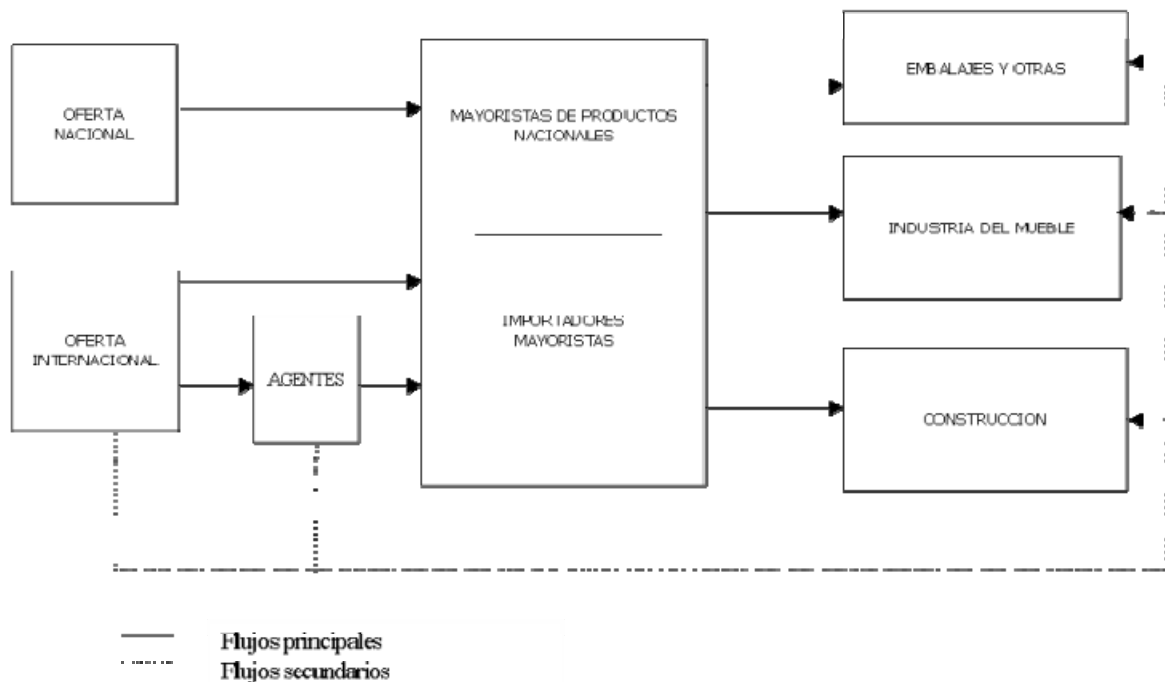 OFERTA
NACIONAL
MAYORISTAS DE PRODUCTOS
NACIONALES
EMBALAJES Y OTRAS
INDUSTRIA DEL MUEBLE
OFERTA
INTERNACIONAL
AGENTES
IMPORTADORES
MAYORISTAS
CONSTRUCCION
Flujos principales
Flujos secundarios